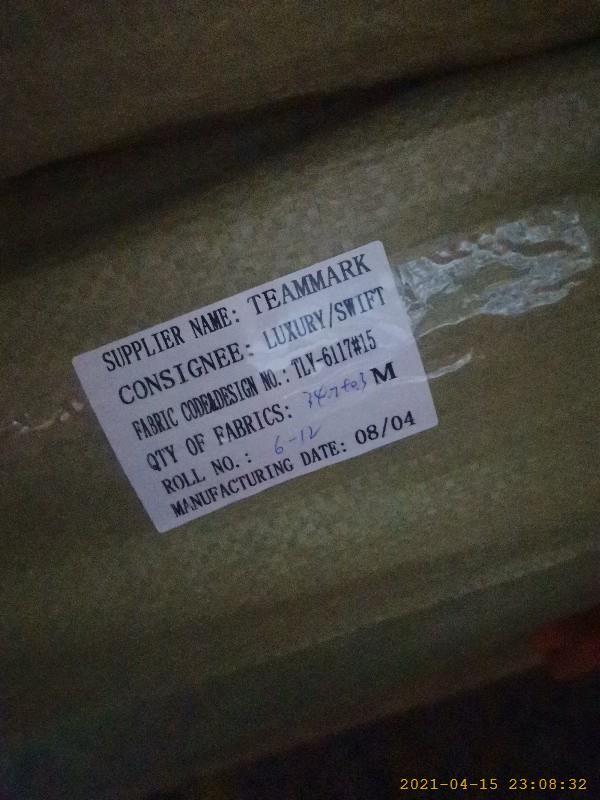 SUPPLIER NAME: TEAMMARK
CONSIGNEE: LUXURY/SWIFT
FABRIC CODE&DESIGN NO.: TLY-6117#15
QTY OF FABRICS: M
ROLL NO.: 6-12
MANUFACTURING DATE: 08/04
2021-04-15 23:08:32